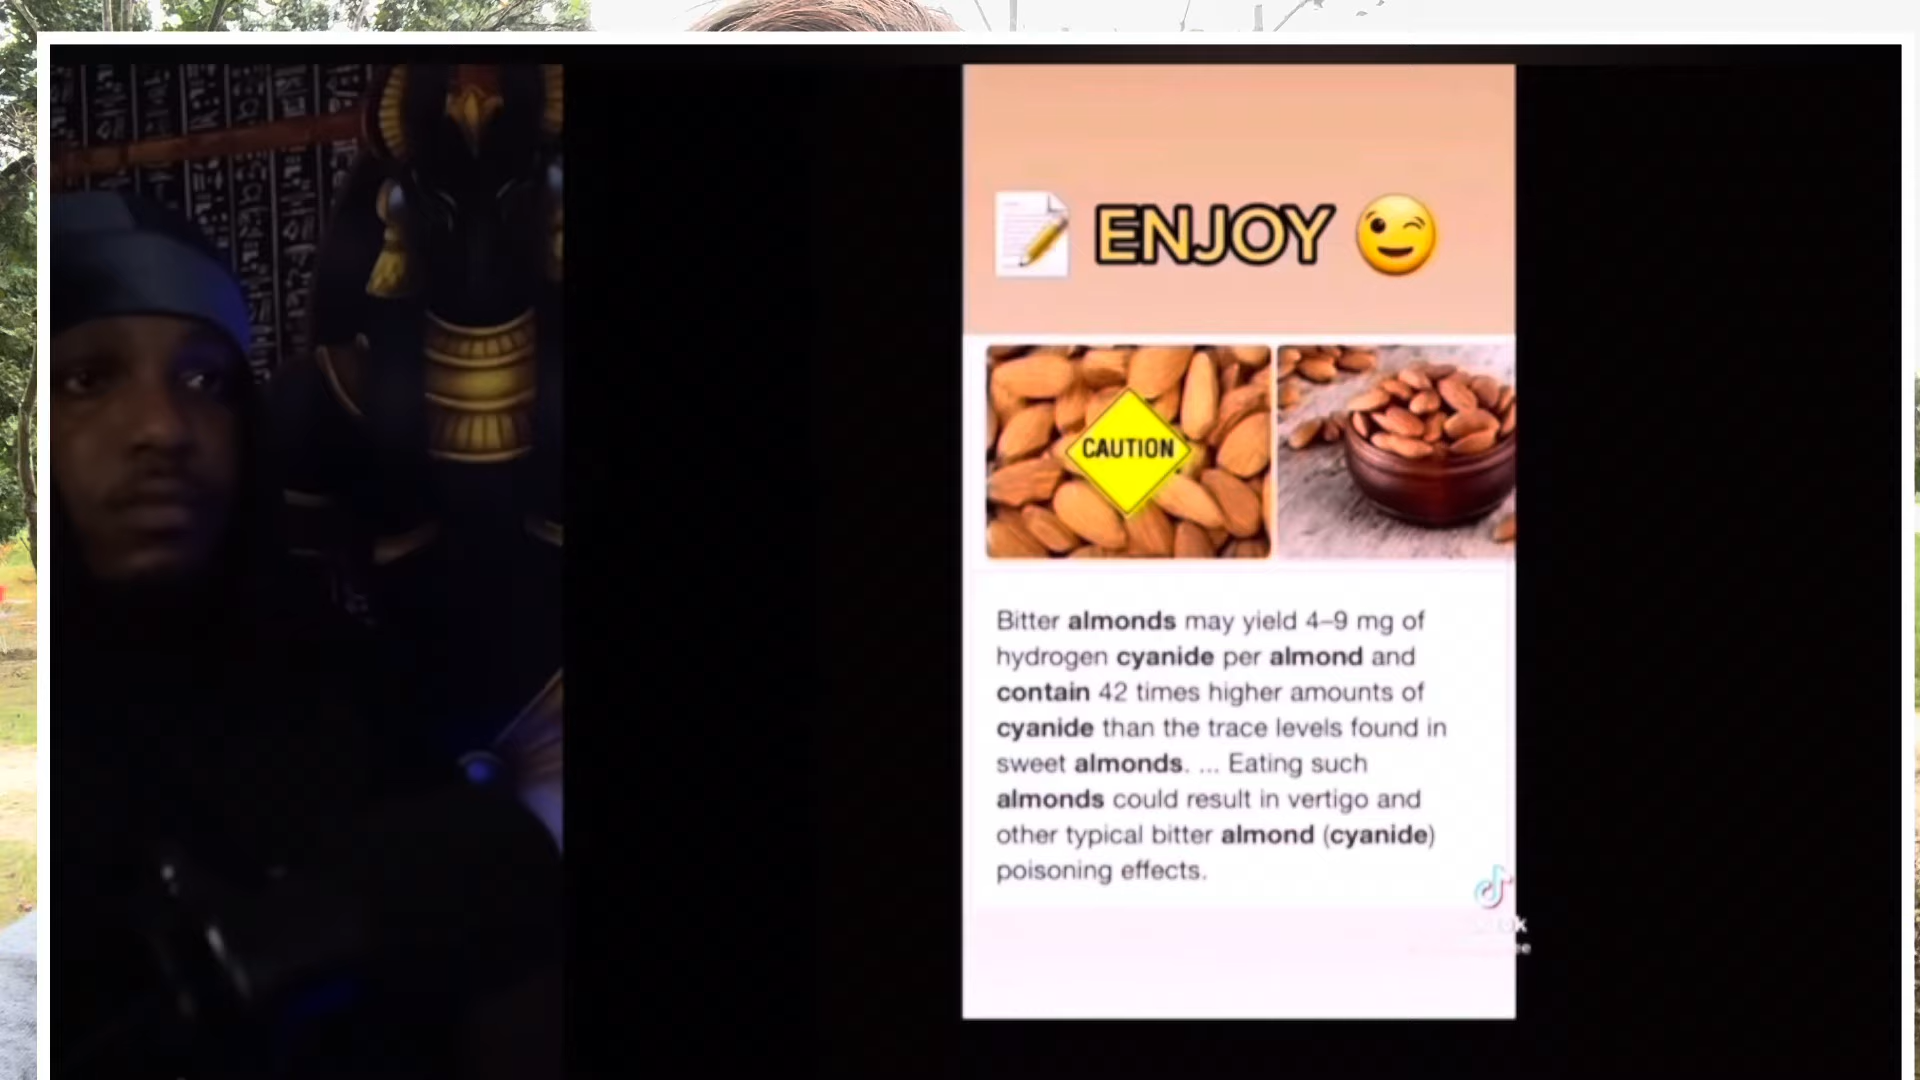 ENJOY
CAUTION
Bitter almonds may yield 4–9 mg of
hydrogen cyanide per almond and
contain 42 times higher amounts of
cyanide than the trace levels found in
sweet almonds. ... Eating such
almonds could result in vertigo and
other typical bitter almond (cyanide)
poisoning effects.